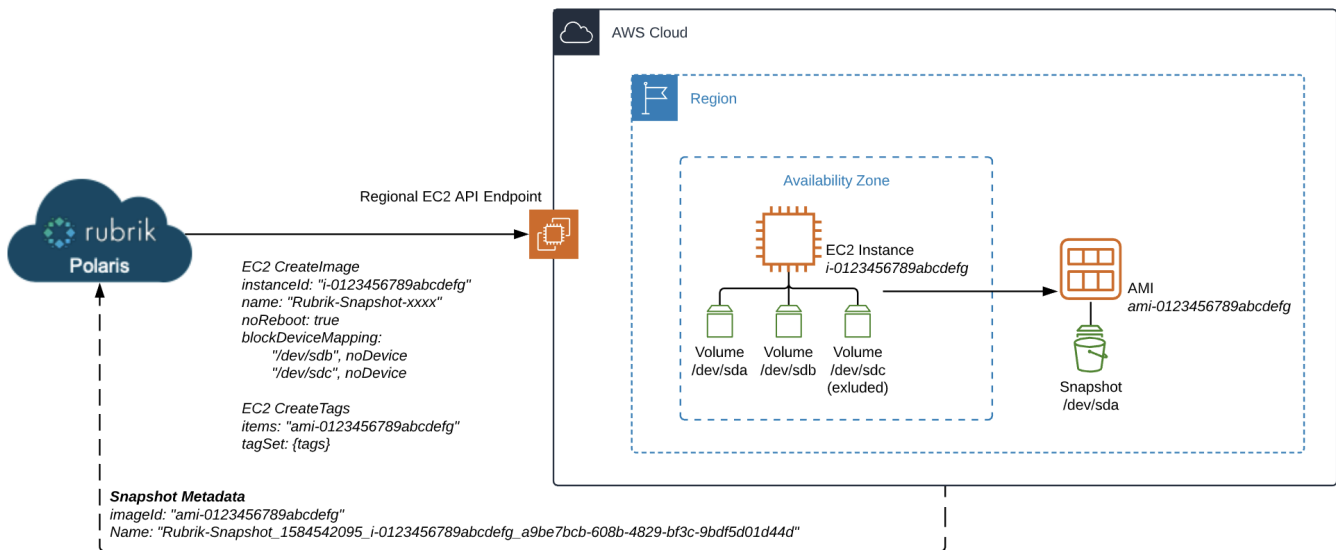 AWS Cloud
Region
Availability Zone
Regional EC2 API Endpoint
rubrik
Polaris
EC2 CreateImage
instanceId: "i-0123456789abcdefg"
name: "Rubrik-Snapshot-xxxx"
noReboot: true
blockDeviceMapping:
"/dev/sdb", noDevice
"/dev/sdc", noDevice
EC2 CreateTags
items: "ami-0123456789abcdefg"
tagSet: {tags}
EC2 Instance
i-0123456789abcdefg
Volume
/dev/sda
Volume
/dev/sdb
Volume
/dev/sdc
(exluded)
AMI
ami-0123456789abcdefg
Snapshot
/dev/sda
Snapshot Metadata
imageId: "ami-0123456789abcdefg"
Name: "Rubrik-Snapshot_1584542095_i-0123456789abcdefg_a9be7bcb-608b-4829-bf3c-9bdf5d01d44d"